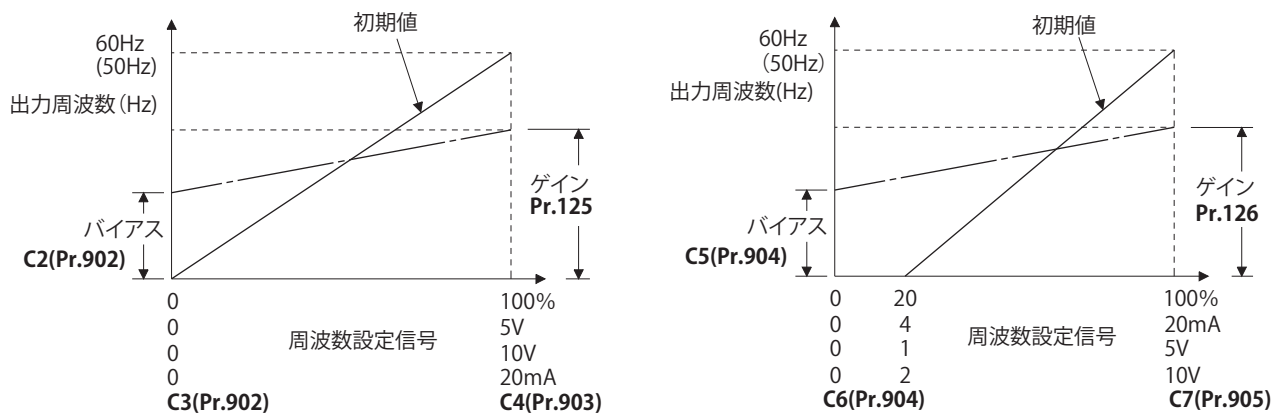 初期値
60Hz
(50Hz)
出力周波数(Hz)
ゲイン
Pr.125
バイアス
C2(Pr.902)
0 100%
0 5V
周波数設定信号
0 10V
0 20mA
C3(Pr.902) C4(Pr.903)
初期値
60Hz
(50Hz)
出力周波数(Hz)
ゲイン
Pr.126
バイアス
C5(Pr.904)
0 20 100%
0 4 20mA
周波数設定信号
0 1 5V
0 2 10V
C6(Pr.904) C7(Pr.905)